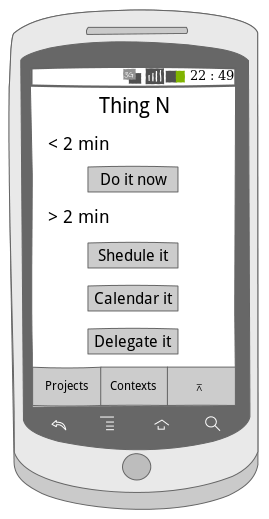 22 : 49
Thing N
< 2 min
Do it now
> 2 min
Shedule it
Calendar it
Delegate it
Projects
Contexts